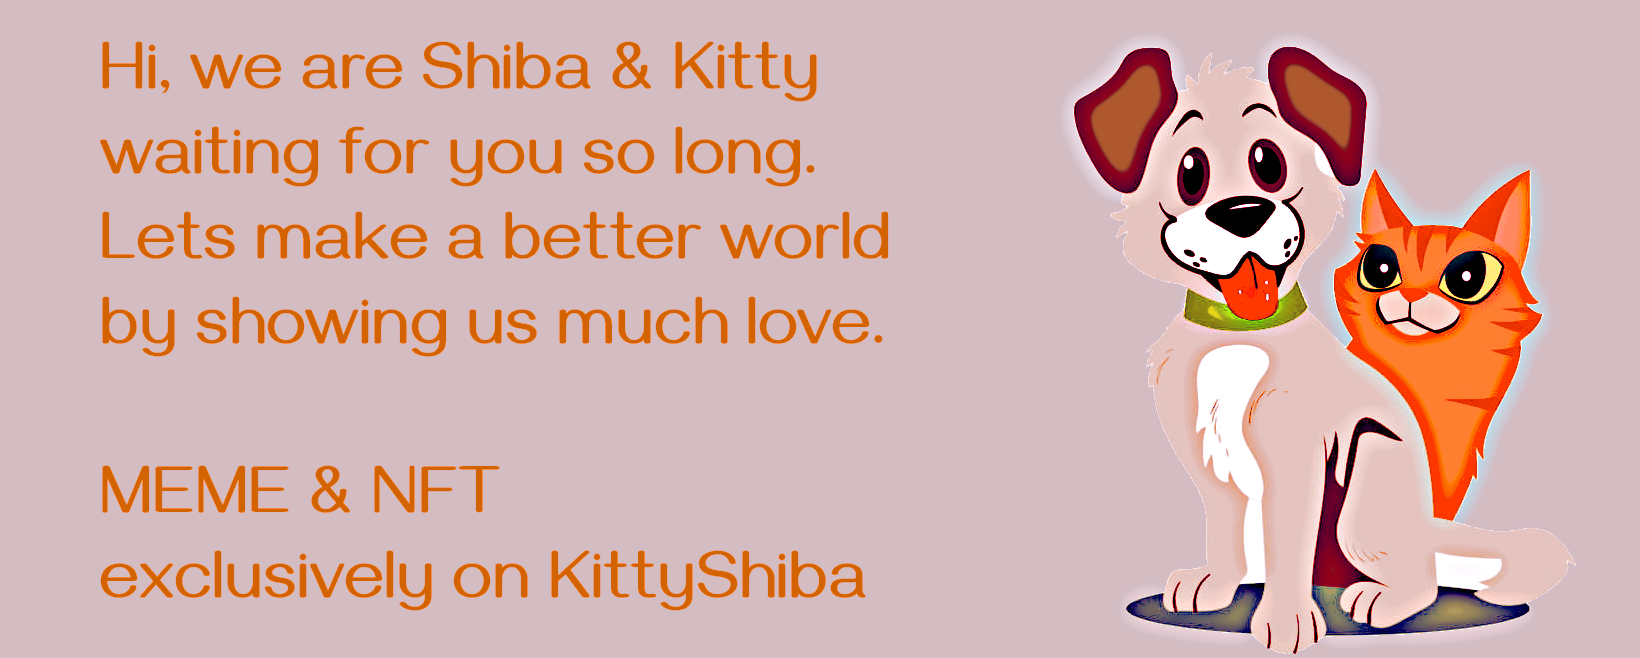 Hi, we are Shiba & Kitty
waiting for you so long.
Lets make a better world
by showing us much love.
MEME & NFT
exclusively on KittyShiba